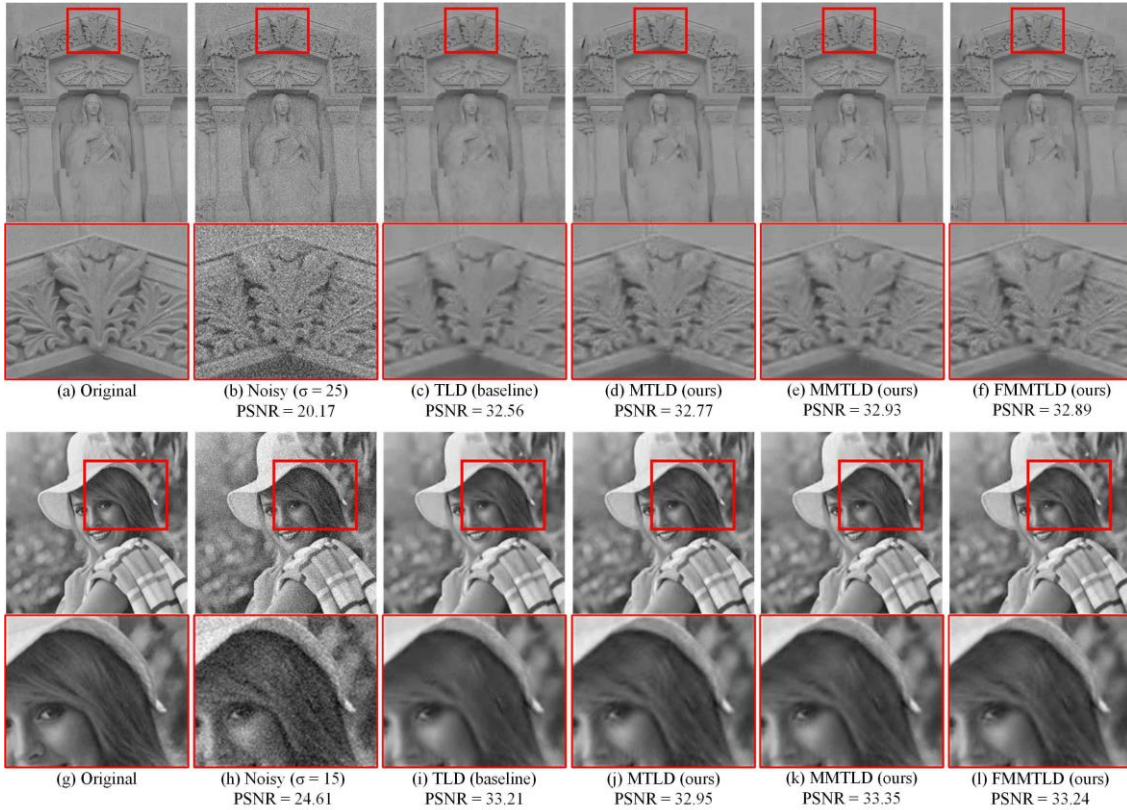 (a) Original
(b) Noisy (σ = 25)
PSNR = 20.17
(c) TLD (baseline)
PSNR = 32.56
(d) MTLD (ours)
PSNR = 32.77
(e) MMTLD (ours)
PSNR = 32.93
(f) FMMTLD (ours)
PSNR = 32.89
(g) Original
(h) Noisy (σ = 15)
PSNR = 24.61
(i) TLD (baseline)
PSNR = 33.21
(j) MTLD (ours)
PSNR = 32.95
(k) MMTLD (ours)
PSNR = 33.35
(l) FMMTLD (ours)
PSNR = 33.24